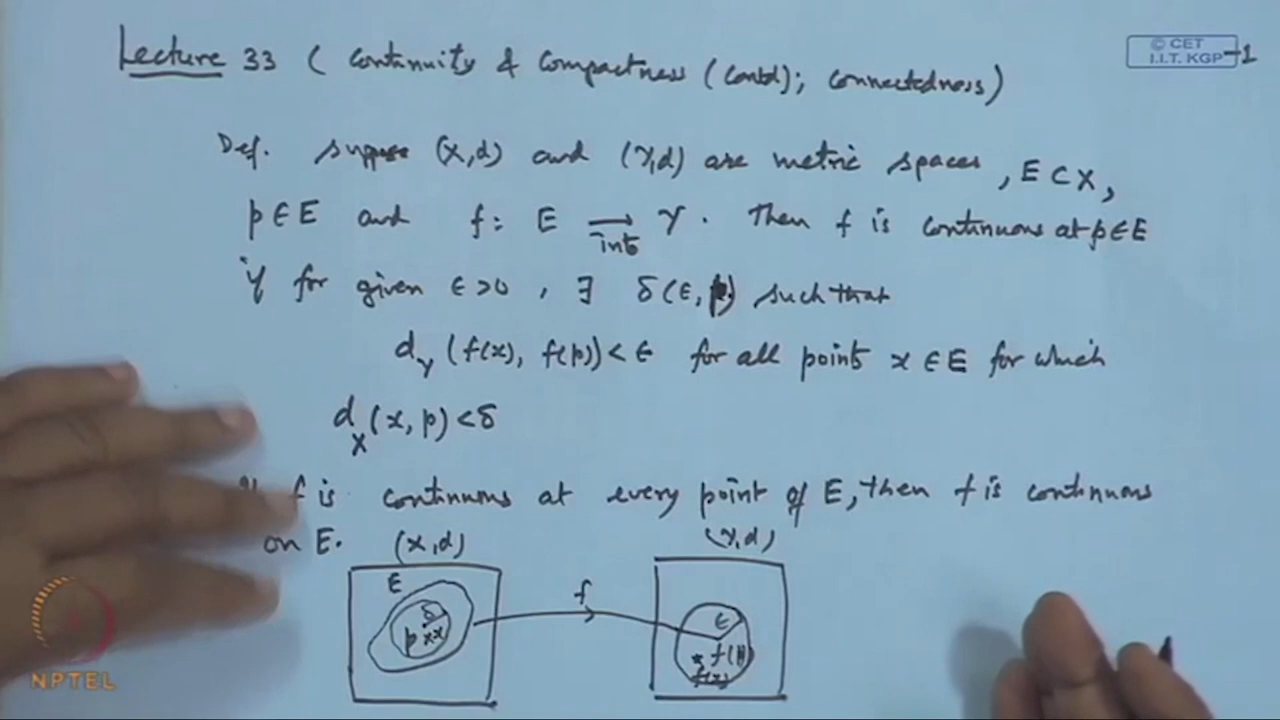 Lecture 33 ( Continuity & Compactness (Contd); Connectedness)
© CET
I.I.T. KGP
-1
Def. Suppose (X,d) and (Y,d) are metric spaces, E ⊂ X,
p ∈ E and f: E → Y. Then f is continuous at p ∈ E
into
if for given ε > 0, ∃ δ(ε, p) such that
d_Y (f(x), f(p)) < ε for all point x ∈ E for which
d_X (x, p) < δ
f is continuous at every point of E, then f is continuous
on E. (X,d) (Y,d)
E f
δ ε
p x x f(p)
f(x)
NPTEL